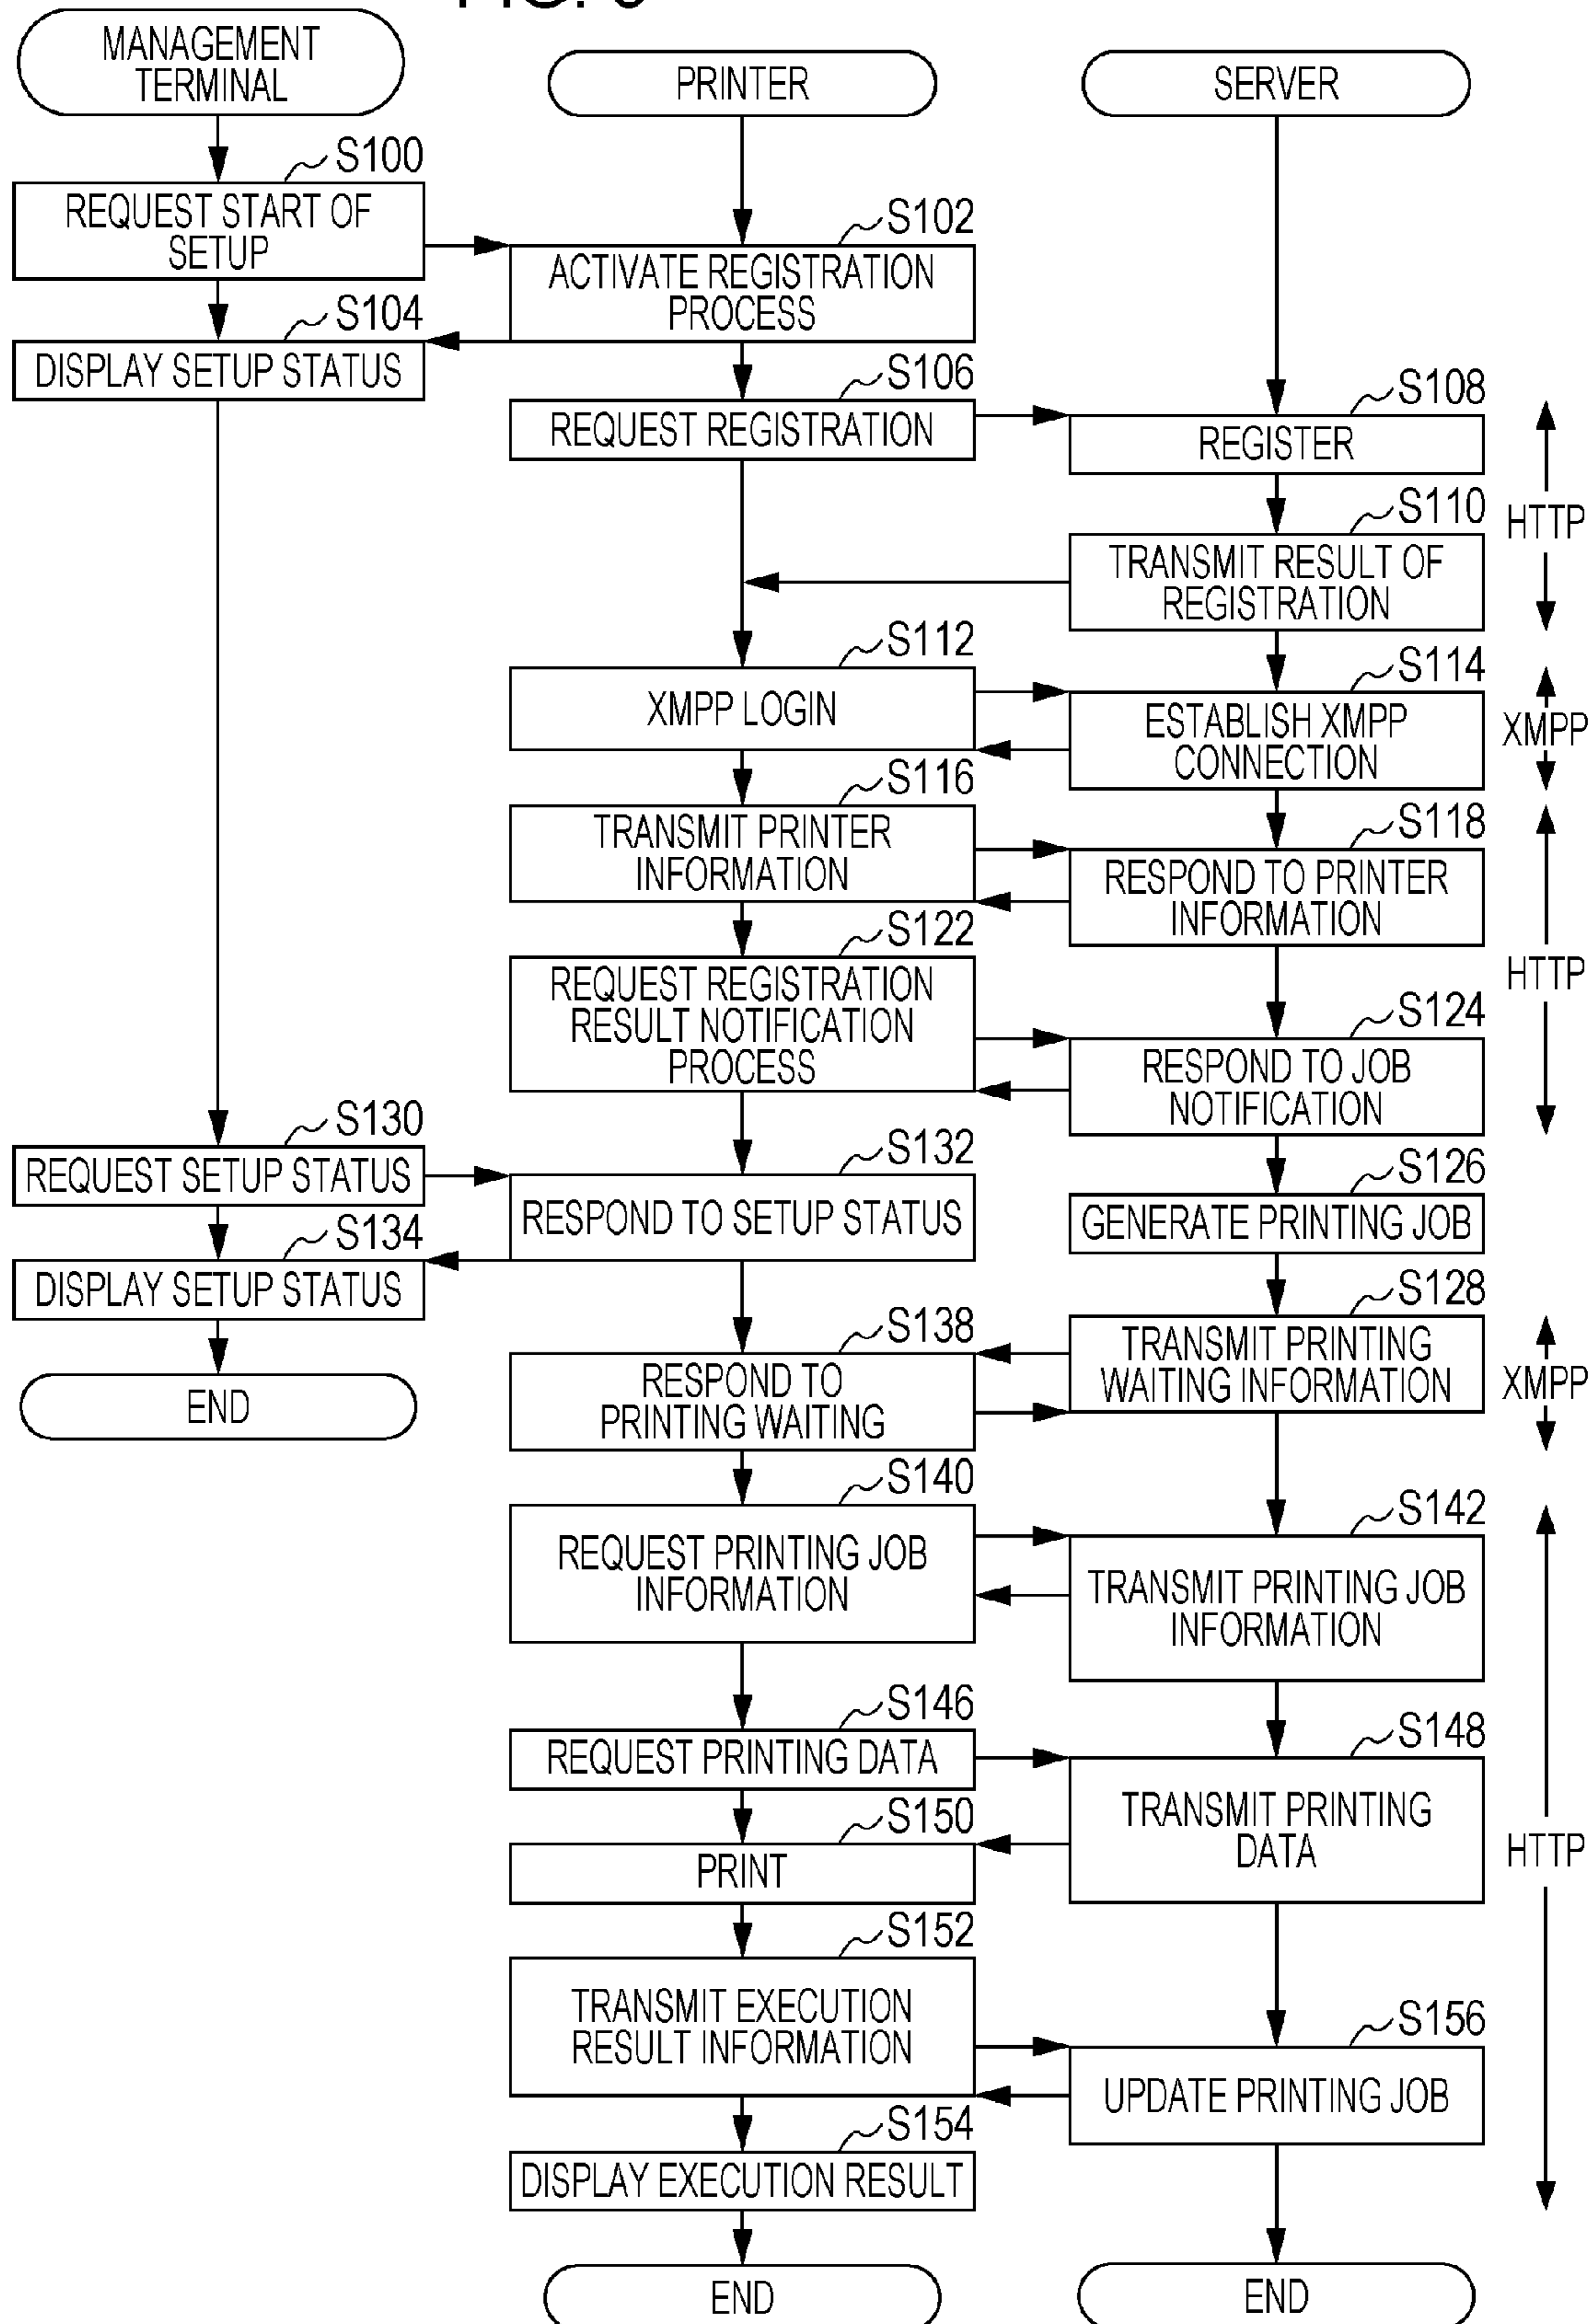 MANAGEMENT
TERMINAL
PRINTER
SERVER
S100
REQUEST START OF
SETUP
S102
ACTIVATE REGISTRATION
PROCESS
S104
DISPLAY SETUP STATUS
S106
REQUEST REGISTRATION
S108
REGISTER
S110
TRANSMIT RESULT OF
REGISTRATION
HTTP
S112
XMPP LOGIN
S114
ESTABLISH XMPP
CONNECTION
XMPP
S116
TRANSMIT PRINTER
INFORMATION
S118
RESPOND TO PRINTER
INFORMATION
S122
REQUEST REGISTRATION
RESULT NOTIFICATION
PROCESS
HTTP
S124
RESPOND TO JOB
NOTIFICATION
S130
REQUEST SETUP STATUS
S132
RESPOND TO SETUP STATUS
S126
GENERATE PRINTING JOB
S134
DISPLAY SETUP STATUS
S128
TRANSMIT PRINTING
WAITING INFORMATION
XMPP
S138
RESPOND TO
PRINTING WAITING
END
S140
REQUEST PRINTING JOB
INFORMATION
S142
TRANSMIT PRINTING JOB
INFORMATION
S146
REQUEST PRINTING DATA
S148
TRANSMIT PRINTING
DATA
HTTP
S150
PRINT
S152
TRANSMIT EXECUTION
RESULT INFORMATION
S156
UPDATE PRINTING JOB
S154
DISPLAY EXECUTION RESULT
END
END